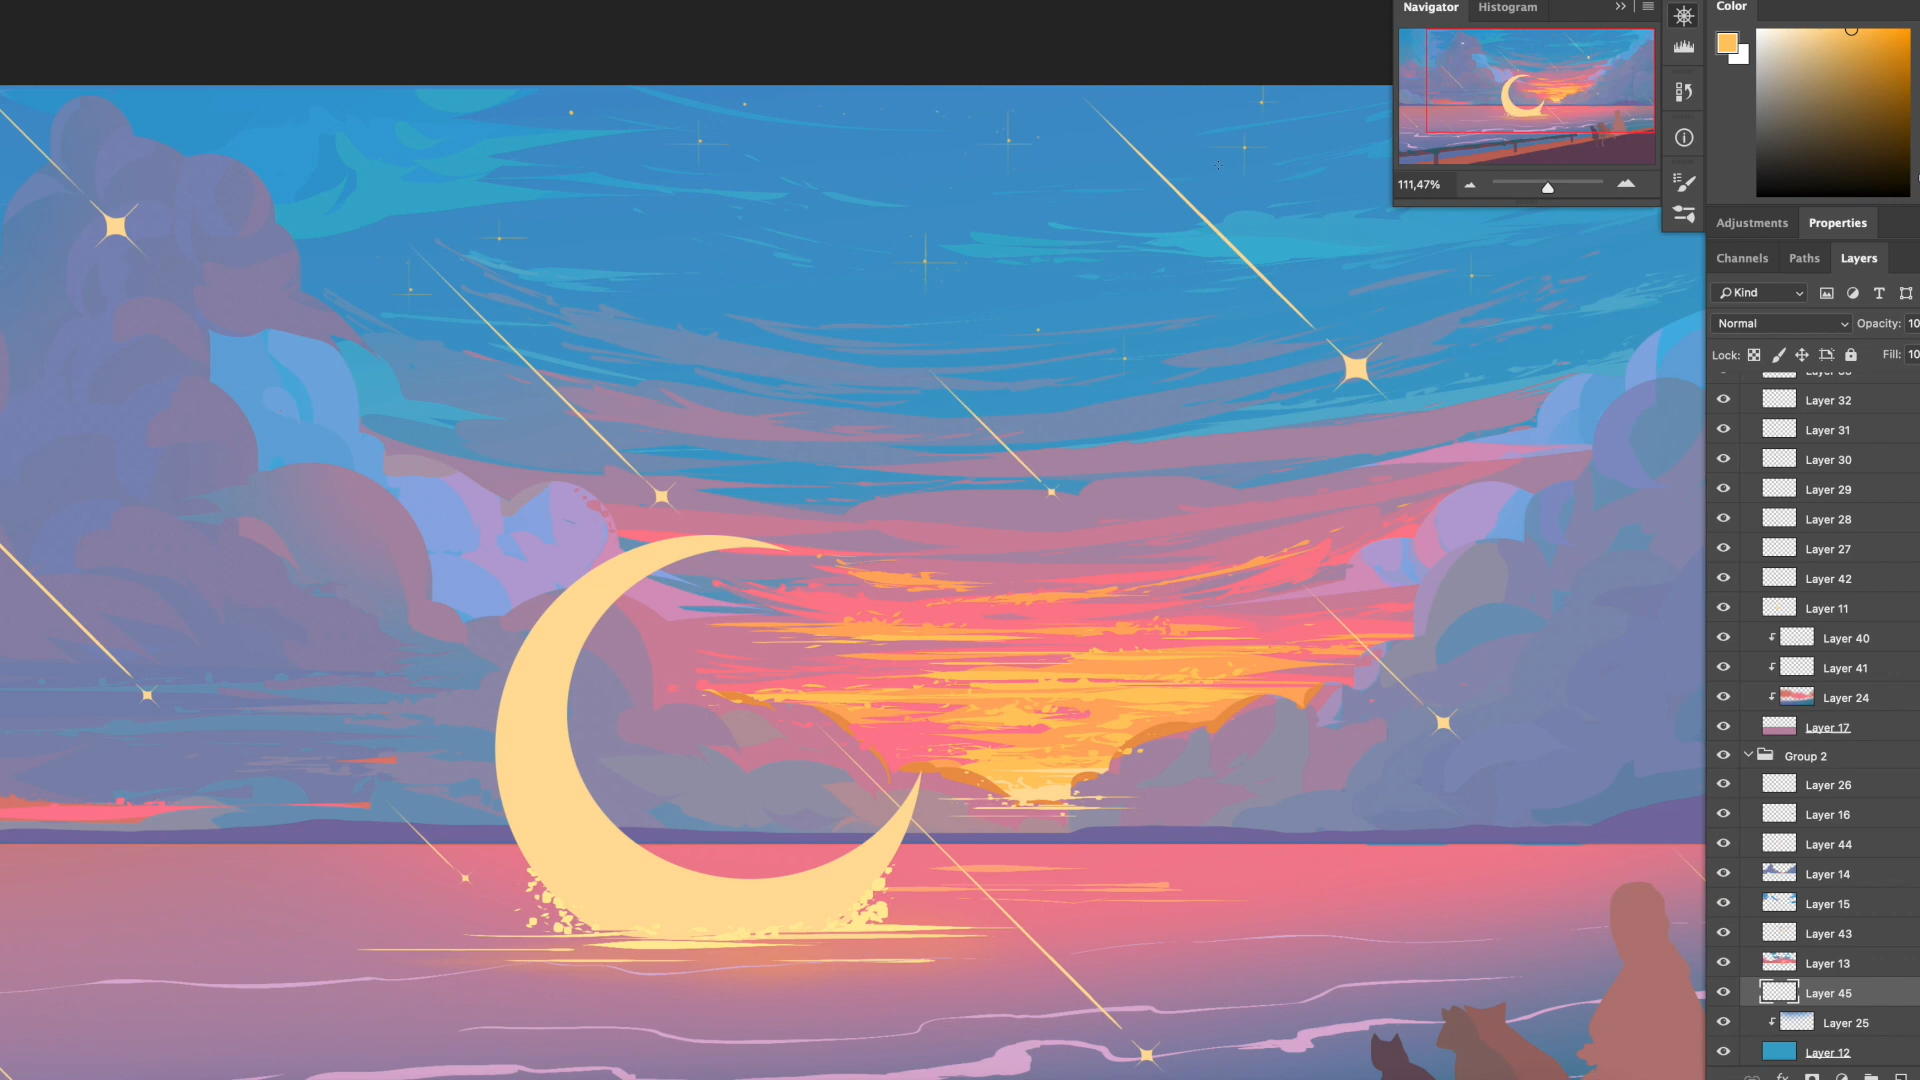 Navigator Histogram
Color
111,47%
Adjustments Properties
Channels Paths Layers
Kind
Normal Opacity: 10
Lock: Fill: 10
Layer 32
Layer 31
Layer 30
Layer 29
Layer 28
Layer 27
Layer 42
Layer 11
Layer 40
Layer 41
Layer 24
Layer 17
Group 2
Layer 26
Layer 16
Layer 44
Layer 14
Layer 15
Layer 43
Layer 13
Layer 45
Layer 25
Layer 12